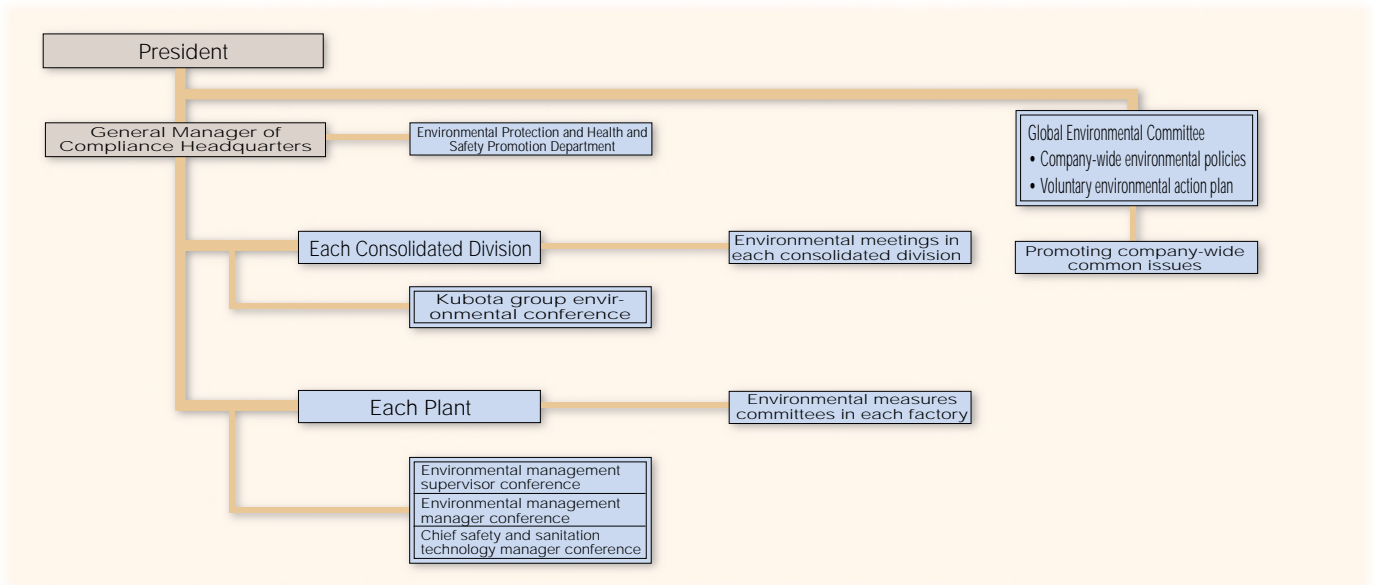 President
General Manager of
Compliance Headquarters
Environmental Protection and Health and
Safety Promotion Department
Global Environmental Committee
• Company-wide environmental policies
• Voluntary environmental action plan
Each Consolidated Division
Environmental meetings in
each consolidated division
Promoting company-wide
common issues
Kubota group envir-
onmental conference
Each Plant
Environmental measures
committees in each factory
Environmental management
supervisor conference
Environmental management
manager conference
Chief safety and sanitation
technology manager conference